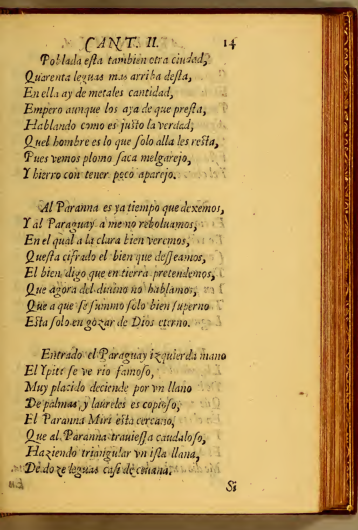 CANT. II. 14
Poblada esta tambien otra ciudad,
Quarenta leguas mas arriba desta,
En ella ay de metales cantidad,
Empero aunque los aya de que presta,
Hablando como es justo la verdad,
Quel hombre es lo que solo alla les resta,
Pues vemos plomo saca melgarejo,
Y hierro con tener poco aparejo.
Al Paranna es ya tiempo que dexemos,
Y al Paraguay a meno reboluamos,
En el qual a la clara bien veremos,
Questa cifrado el bien que desseamos,
El bien digo que en tierra pretendemos,
Que agora del diuino no hablamos,
Que a que se summo solo bien superno
Esta solo en gozar de Dios eterno.
Entrado el Paraguay izquierda mano
El Ypiti se ve rio famoso,
Muy placido deciende por vn llano
De palmas, y laureles es copioso,
El Paranna Miri esta cercano,
Que al Paranna trauiessa caudaloso,
Haziendo triangular vn isla llana,
De doze leguas casi de ceuana.
Si